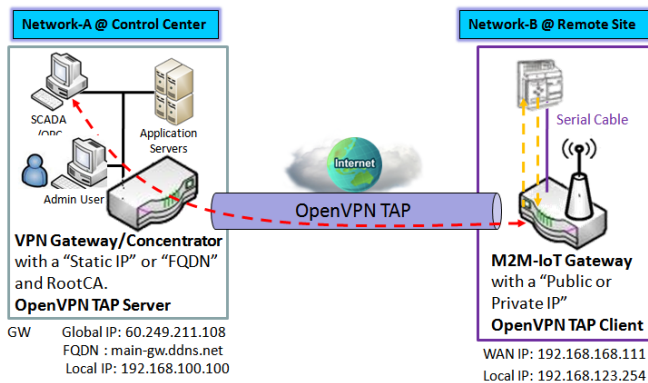 Network-A @ Control Center
Network-B @ Remote Site
SCADA
/OPC
Application
Servers
Admin User
Internet
Serial Cable
OpenVPN TAP
VPN Gateway/Concentrator
with a “Static IP” or “FQDN”
and RootCA.
OpenVPN TAP Server
M2M-IoT Gateway
with a “Public or
Private IP”
OpenVPN TAP Client
GW Global IP: 60.249.211.108
FQDN : main-gw.ddns.net
Local IP: 192.168.100.100
WAN IP: 192.168.168.111
Local IP: 192.168.123.254